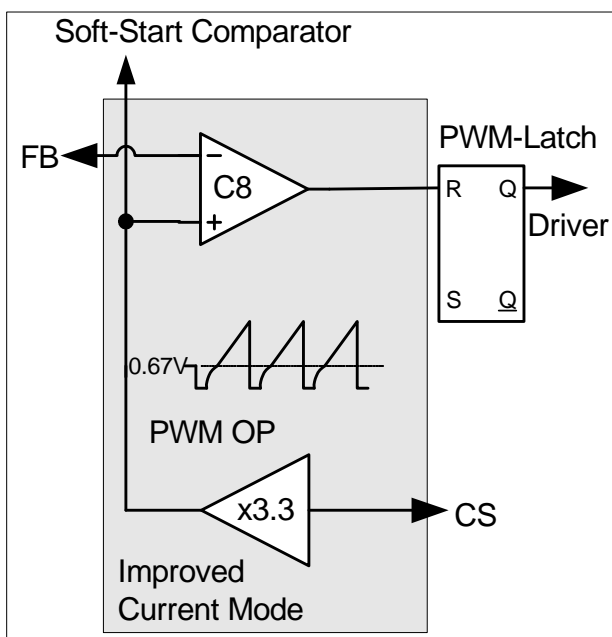 Soft-Start Comparator
FB
PWM-Latch
−
C8
+
R Q
Driver
S Q
0.67V
PWM OP
x3.3
CS
Improved
Current Mode